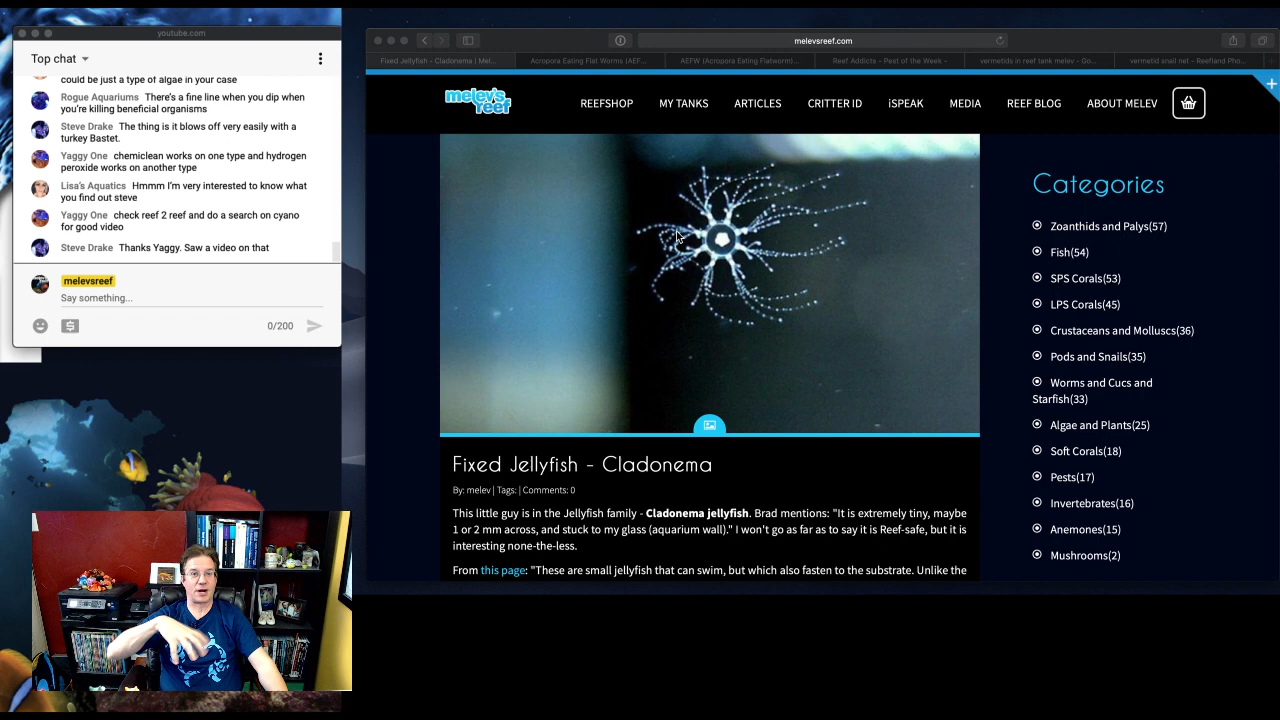 youtube.com
Top chat
could be just a type of algae in your case
Rogue Aquariums There's a fine line when you dip when
you're killing beneficial organisms
Steve Drake The thing is it blows off very easily with a
turkey Bastet.
Yaggy One chemiclean works on one type and hydrogen
peroxide works on another type
Lisa's Aquatics Hmmm I'm very interested to know what
you find out steve
Yaggy One check reef 2 reef and do a search on cyano
for good video
Steve Drake Thanks Yaggy. Saw a video on that
melevsreef
Say something...
0/200
melevsreef.com
Fixed Jellyfish - Cladonema | Mel...
Acropora Eating Flat Worms (AEF...
AEFW (Acropora Eating Flatworm)...
Reef Addicts - Pest of the Week -
vermetids in reef tank melev - Go...
vermetid snail net - Reefland Pho...
melev's
reef
REEFSHOP
MY TANKS
ARTICLES
CRITTER ID
iSPEAK
MEDIA
REEF BLOG
ABOUT MELEV
Fixed Jellyfish - Cladonema
By: melev | Tags: | Comments: 0
This little guy is in the Jellyfish family - Cladonema jellyfish. Brad mentions: "It is extremely tiny, maybe
1 or 2 mm across, and stuck to my glass (aquarium wall)." I won't go as far as to say it is Reef-safe, but it is
interesting none-the-less.
From this page: "These are small jellyfish that can swim, but which also fasten to the substrate. Unlike the
Categories
Zoanthids and Palys(57)
Fish(54)
SPS Corals(53)
LPS Corals(45)
Crustaceans and Molluscs(36)
Pods and Snails(35)
Worms and Cucs and
Starfish(33)
Algae and Plants(25)
Soft Corals(18)
Pests(17)
Invertebrates(16)
Anemones(15)
Mushrooms(2)